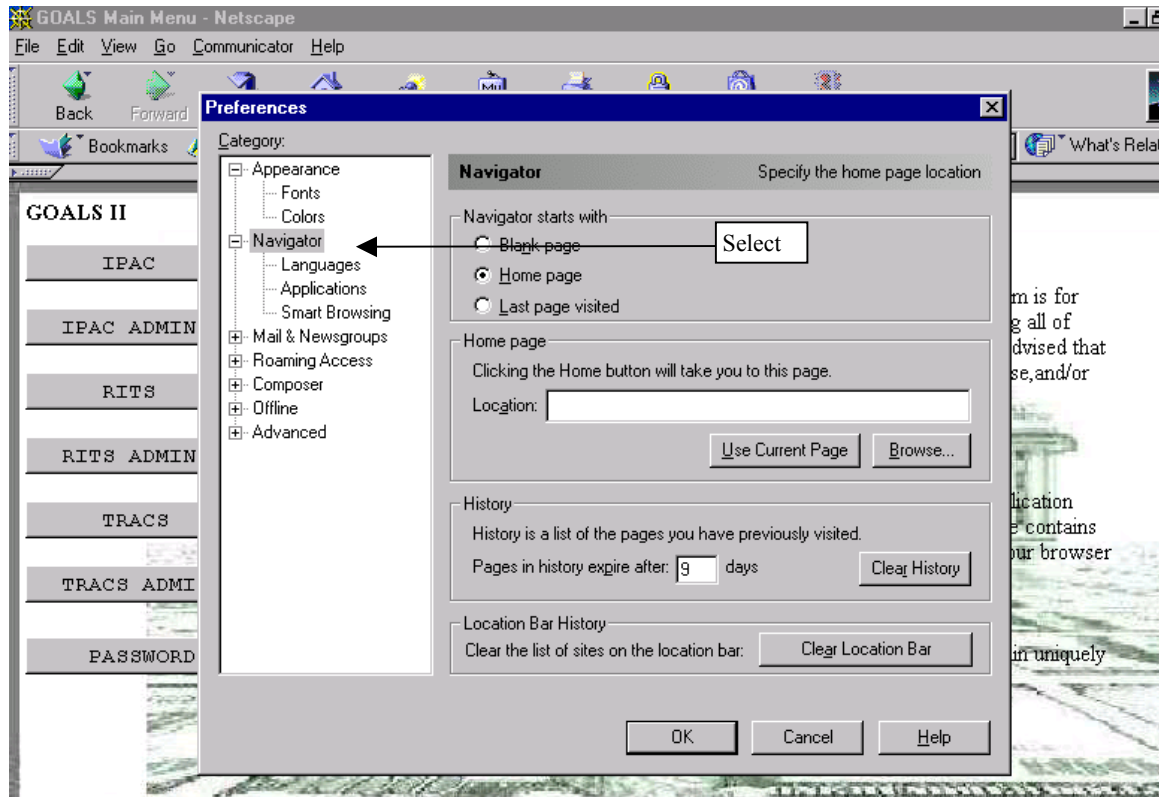 GOALS Main Menu - Netscape
File Edit View Go Communicator Help
Back Forward
Bookmarks What's Rela
Preferences
Category:
Appearance
Fonts
Colors
Navigator
Languages
Applications
Smart Browsing
Mail & Newsgroups
Roaming Access
Composer
Offline
Advanced
Navigator Specify the home page location
Navigator starts with
Blank page
Select
Home page
Last page visited
Home page
Clicking the Home button will take you to this page.
Location:
Use Current Page Browse...
History
History is a list of the pages you have previously visited.
Pages in history expire after: 9 days Clear History
Location Bar History
Clear the list of sites on the location bar: Clear Location Bar
OK Cancel Help
GOALS II
IPAC
IPAC ADMIN
RITS
RITS ADMIN
TRACS
TRACS ADMI
PASSWORD
m is for
g all of
dvised that
se,and/or
lication
e contains
our browser
in uniquely